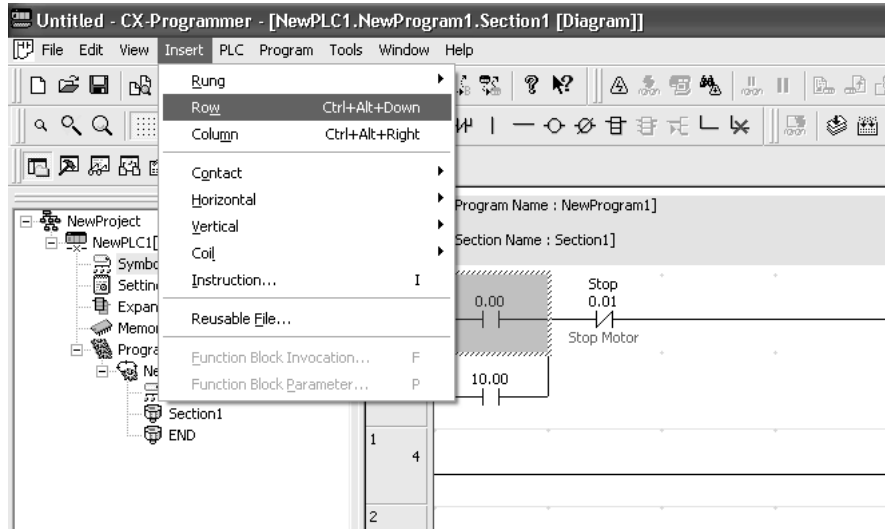 Untitled - CX-Programmer - [NewPLC1.NewProgram1.Section1 [Diagram]]
File Edit View Insert PLC Program Tools Window Help
Rung
Row Ctrl+Alt+Down
Column Ctrl+Alt+Right
Contact
Horizontal
Vertical
Coil
Instruction... I
Reusable File...
Function Block Invocation... F
Function Block Parameter... P
NewProject
NewPLC1[
Symbo
Settin
Expan
Memor
Progra
Ne
Section1
END
Program Name : NewProgram1]
Section Name : Section1]
0.00
Stop
0.01
Stop Motor
10.00
1
4
2